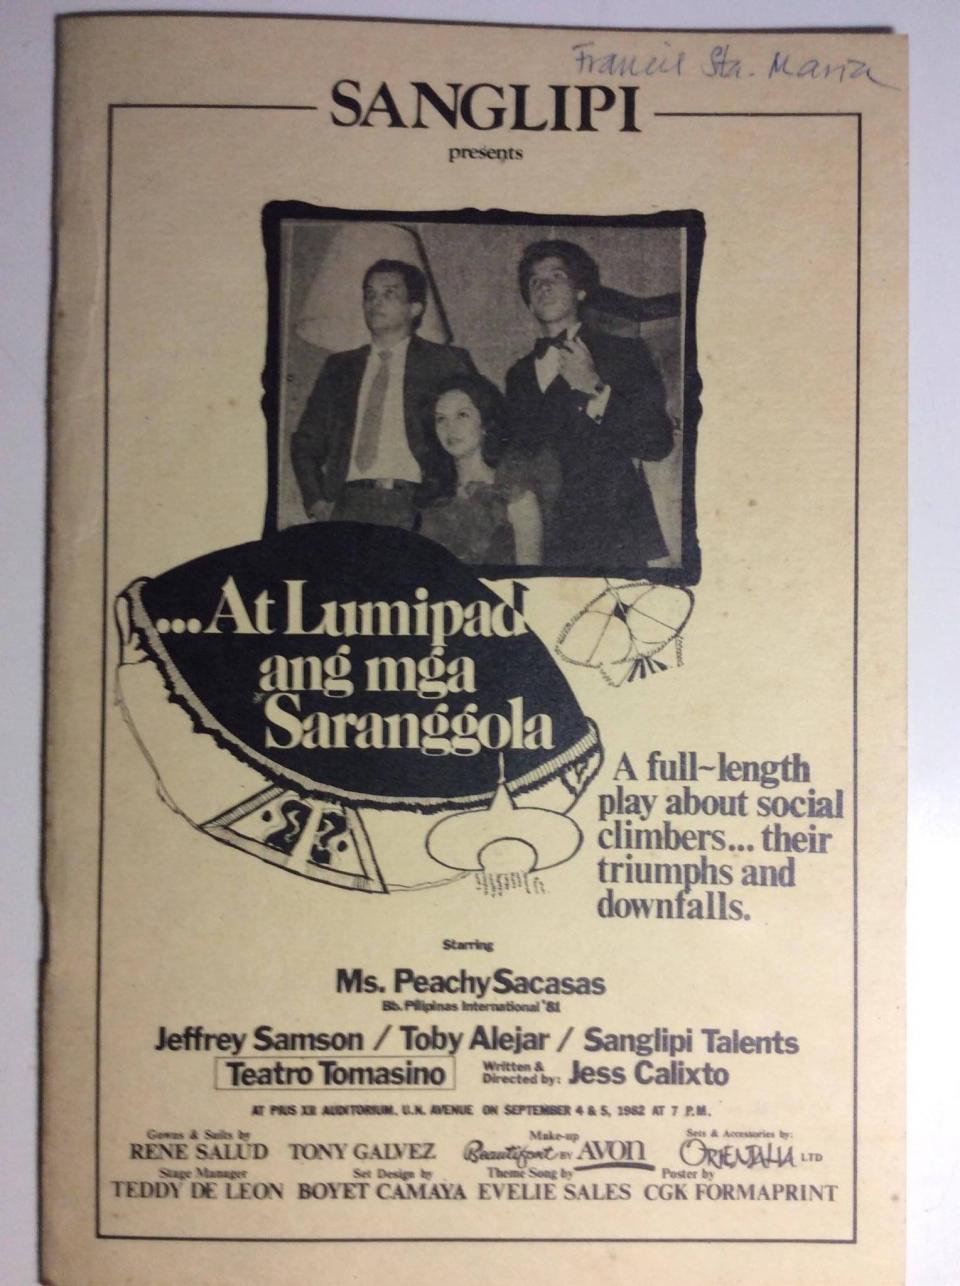 Francis Sta. Maria
SANGLIPI
presents
...At Lumipad
ang mga
Saranggola
A full-length
play about social
climbers... their
triumphs and
downfalls.
Starring
Ms. Peachy Sacasas
Bb. Pilipinas International '81
Jeffrey Samson / Toby Alejar / Sanglipi Talents
Teatro Tomasino Written & Directed by: Jess Calixto
AT PIUS XII AUDITORIUM, U.N. AVENUE ON SEPTEMBER 4 & 5, 1982 AT 7 P.M.
Gowns & Suits by Make-up Sets & Accessories by:
RENE SALUD TONY GALVEZ Beautifont BY AVON ORIENTALIA LTD
Stage Manager Set Design by Theme Song by Poster by
TEDDY DE LEON BOYET CAMAYA EVELIE SALES CGK FORMAPRINT